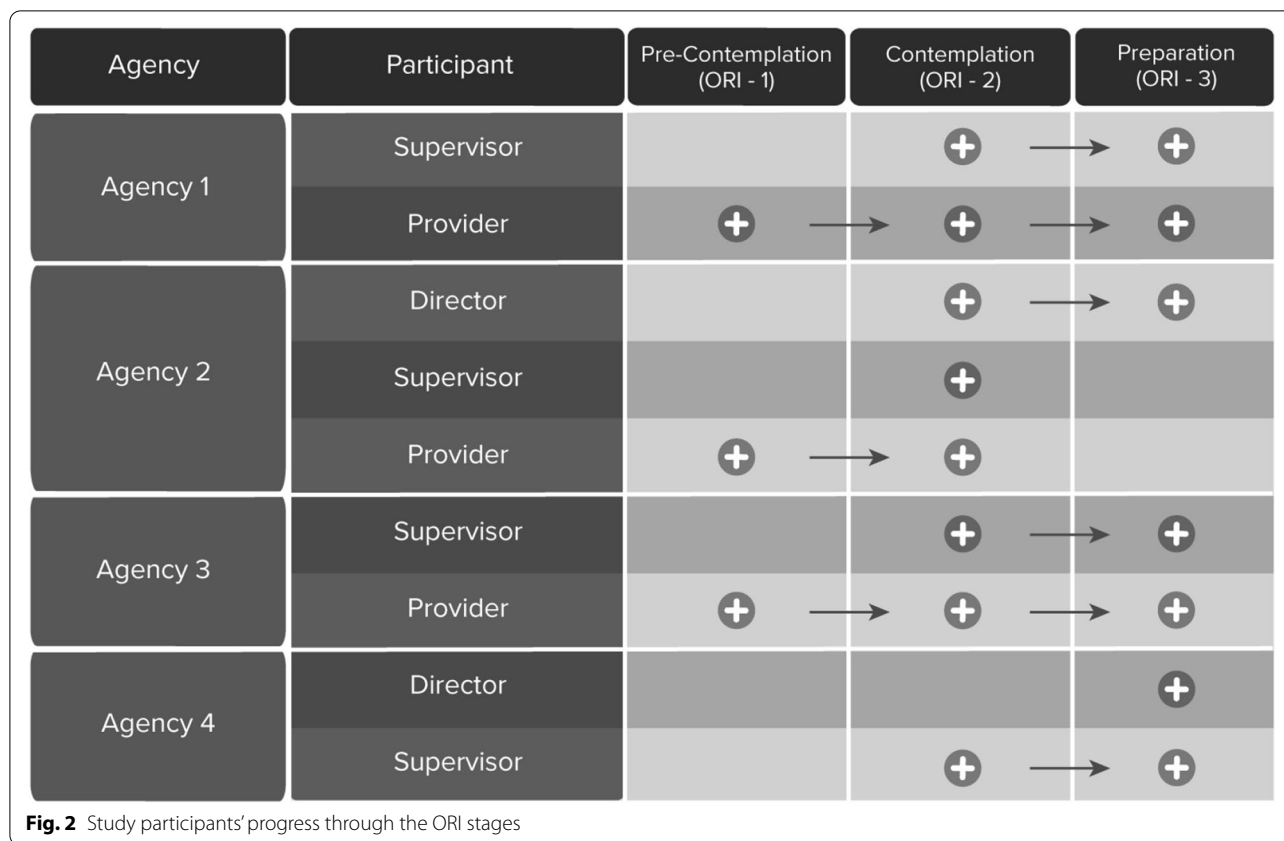 Agency Participant Pre-Contemplation Contemplation Preparation
(ORI - 1) (ORI - 2) (ORI - 3)
Agency 1
Supervisor
Provider
Agency 2
Director
Supervisor
Provider
Agency 3
Supervisor
Provider
Agency 4
Director
Supervisor
Fig. 2 Study participants' progress through the ORI stages